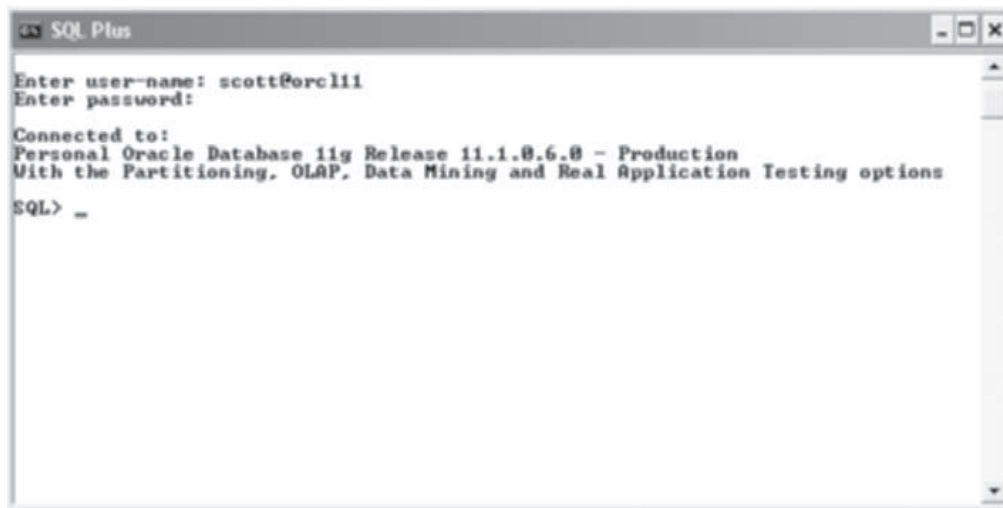 SQL Plus
Enter user-name: scott@orcl11
Enter password:
Connected to:
Personal Oracle Database 11g Release 11.1.0.6.0 - Production
With the Partitioning, OLAP, Data Mining and Real Application Testing options
SQL> _